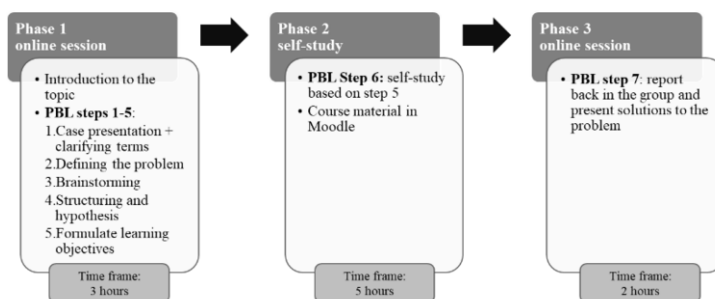 Phase 1
online session
• Introduction to the
topic
• PBL steps 1-5:
1.Case presentation +
clarifying terms
2.Defining the problem
3.Brainstorming
4.Structuring and
hypothesis
5.Formulate learning
objectives
Time frame:
3 hours
Phase 2
self-study
• PBL Step 6: self-study
based on step 5
• Course material in
Moodle
Time frame:
5 hours
Phase 3
online session
• PBL step 7: report
back in the group and
present solutions to the
problem
Time frame:
2 hours